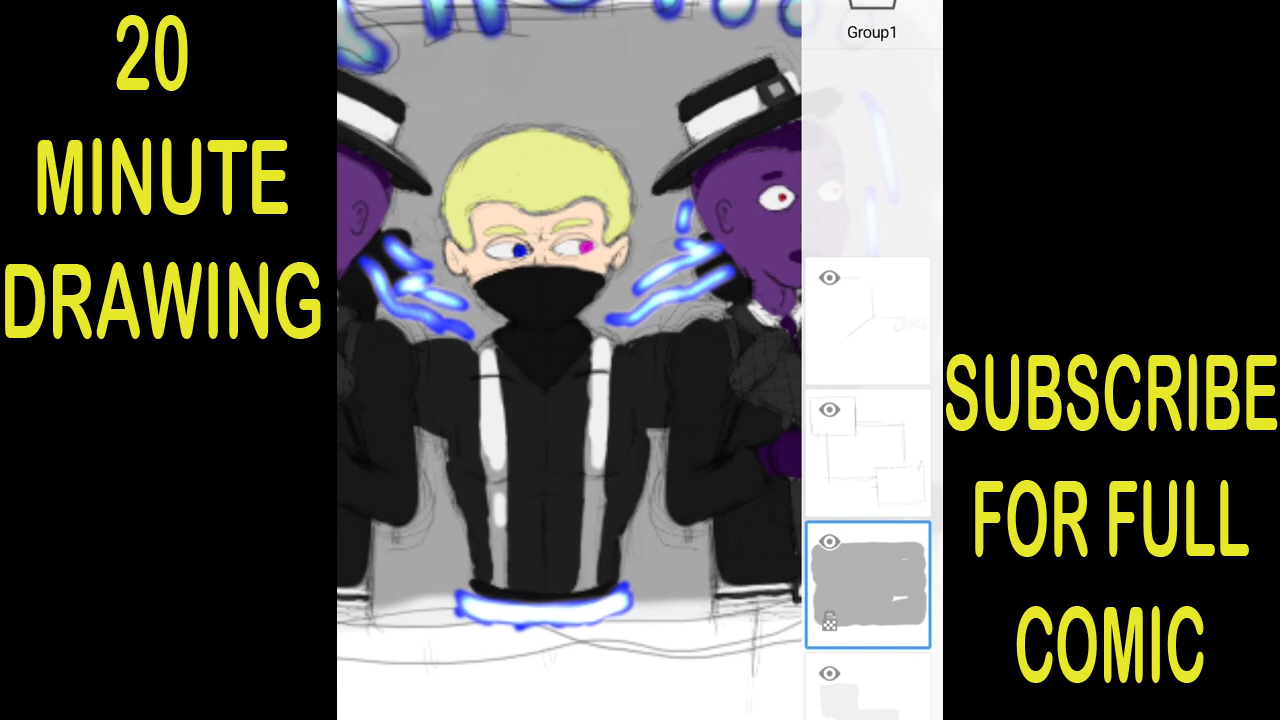 20
MINUTE
DRAWING
Group1
SUBSCRIBE
FOR FULL
COMIC